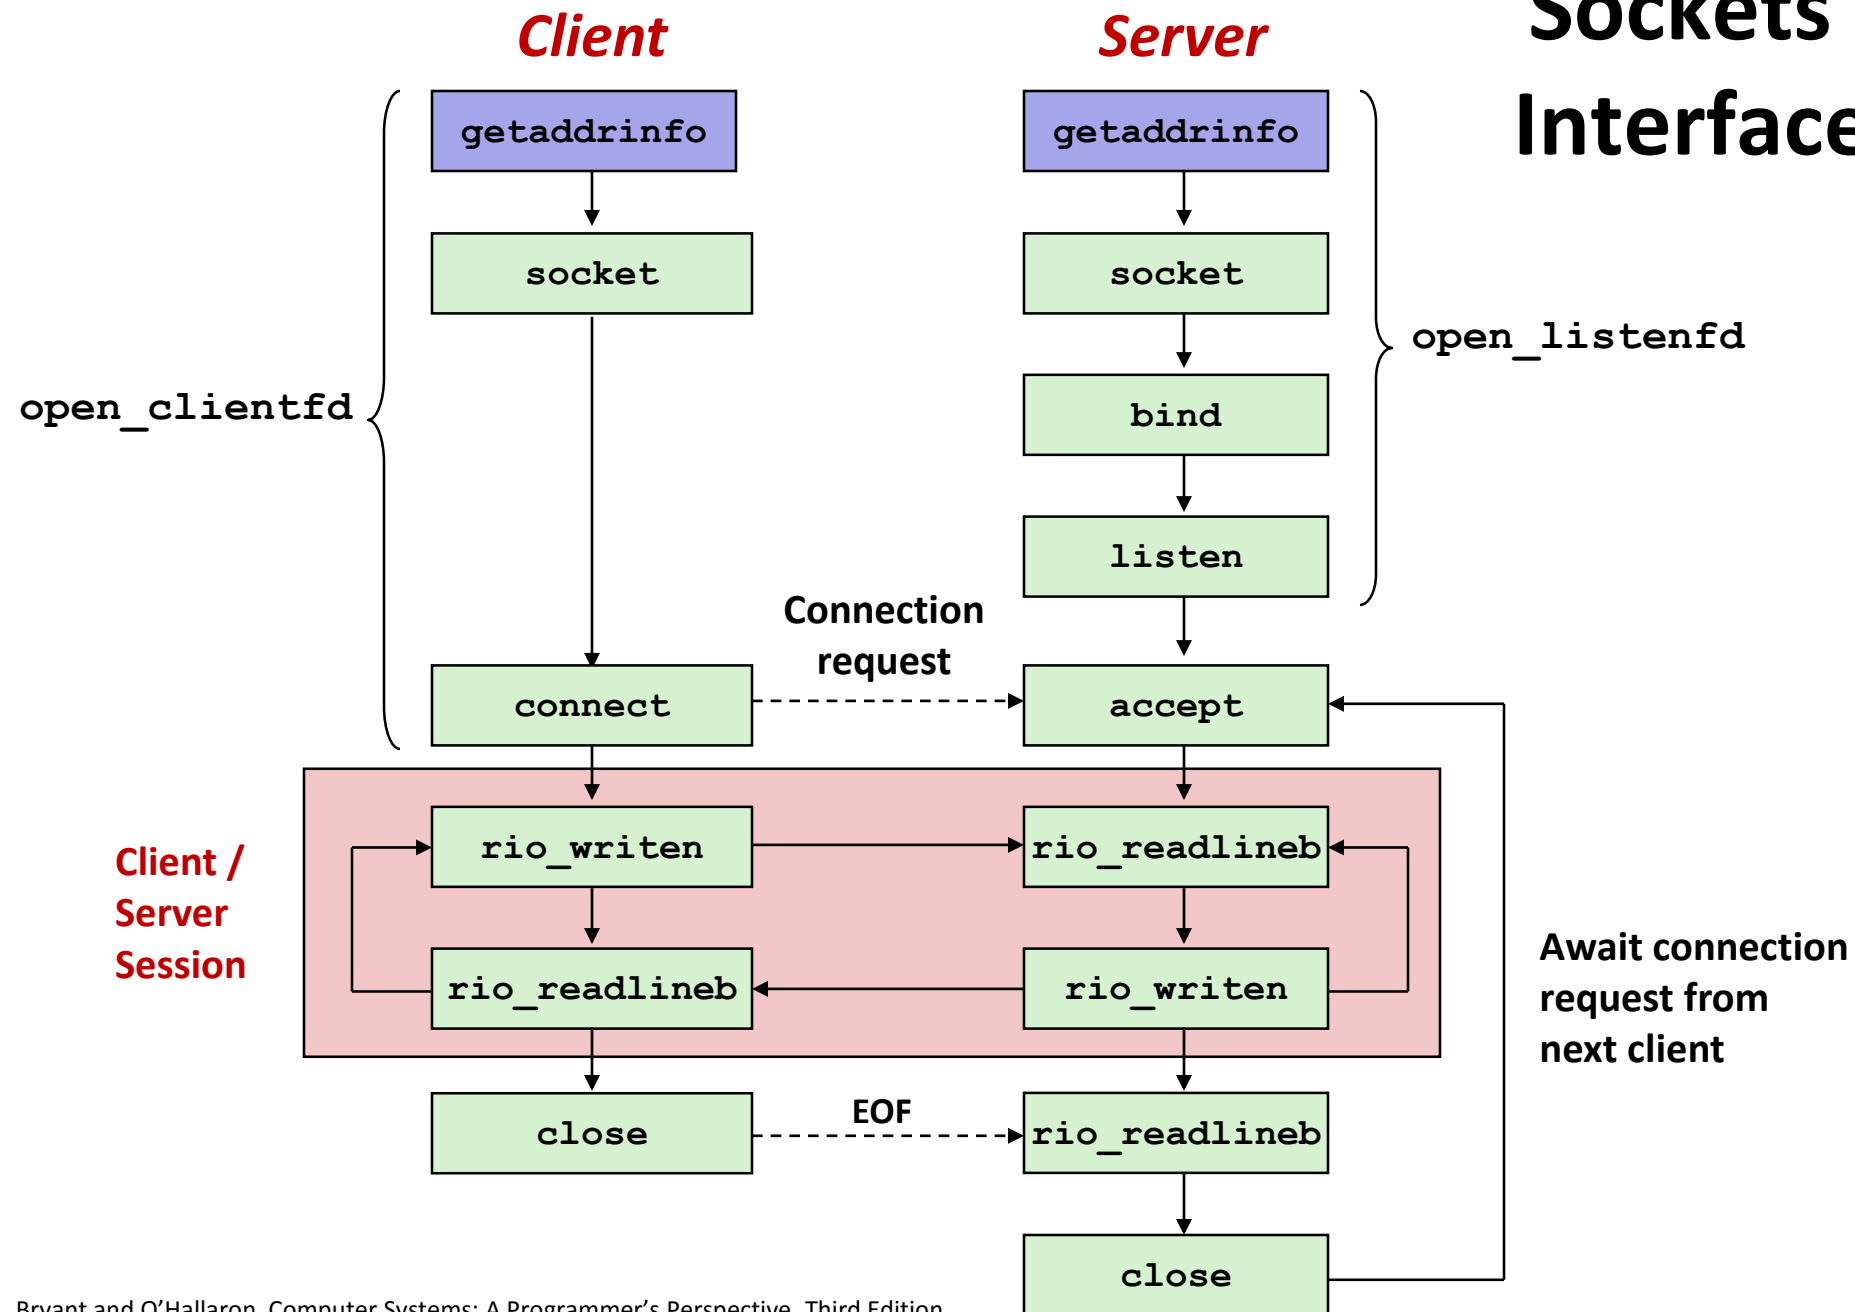 Client
Server
Sockets
Interface
getaddrinfo
getaddrinfo
socket
socket
open_listenfd
open_clientfd
bind
listen
Connection
request
connect
accept
Client /
Server
Session
rio_writen
rio_readlineb
rio_readlineb
rio_writen
Await connection
request from
next client
close
EOF
rio_readlineb
close
Bryant and O'Hallaron, Computer Systems: A Programmer's Perspective, Third Edition